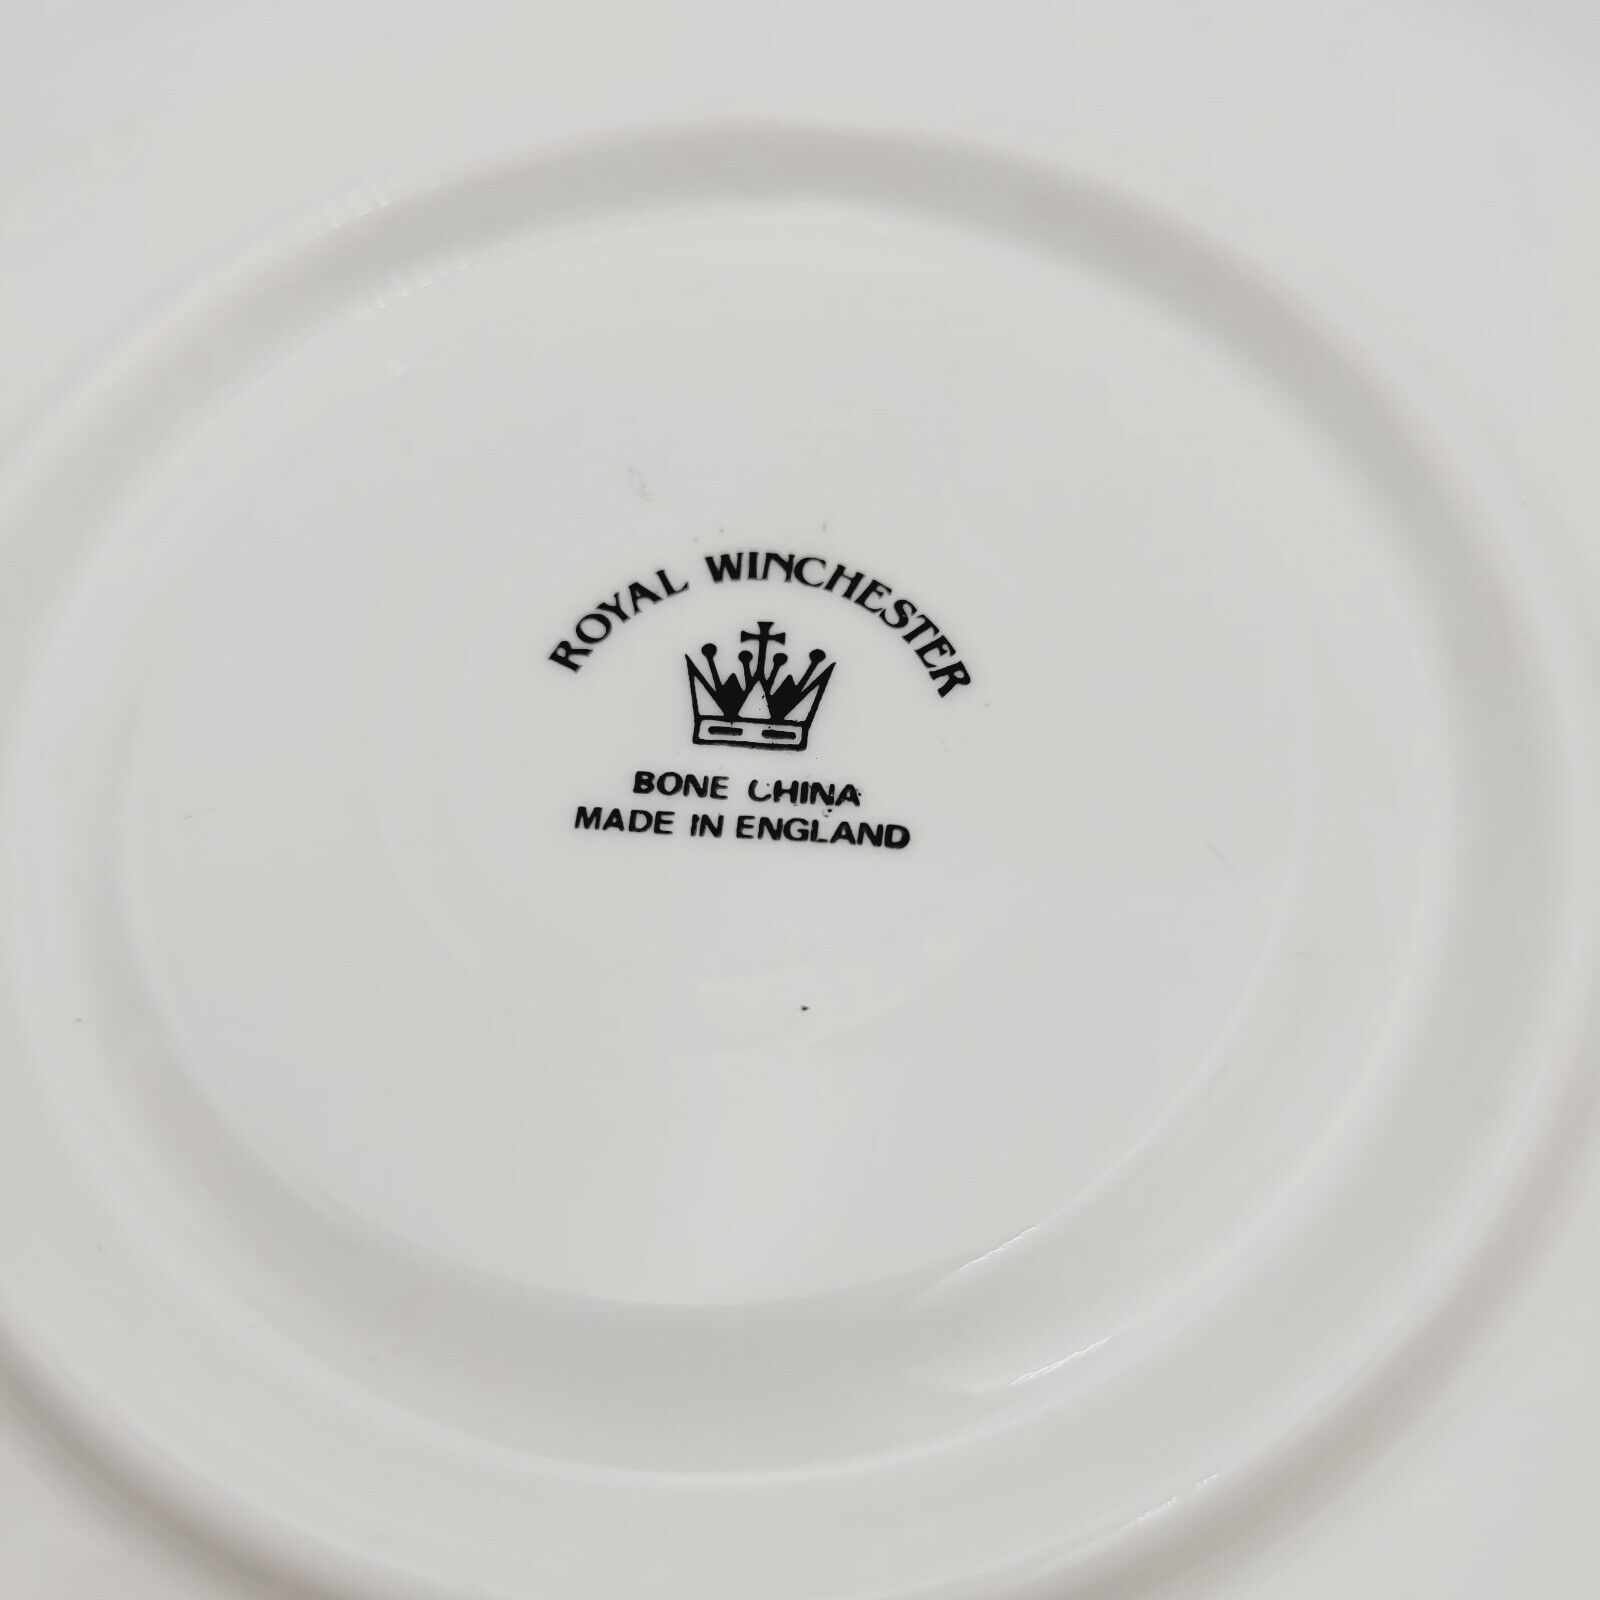 ROYAL WINCHESTER
BONE CHINA
MADE IN ENGLAND